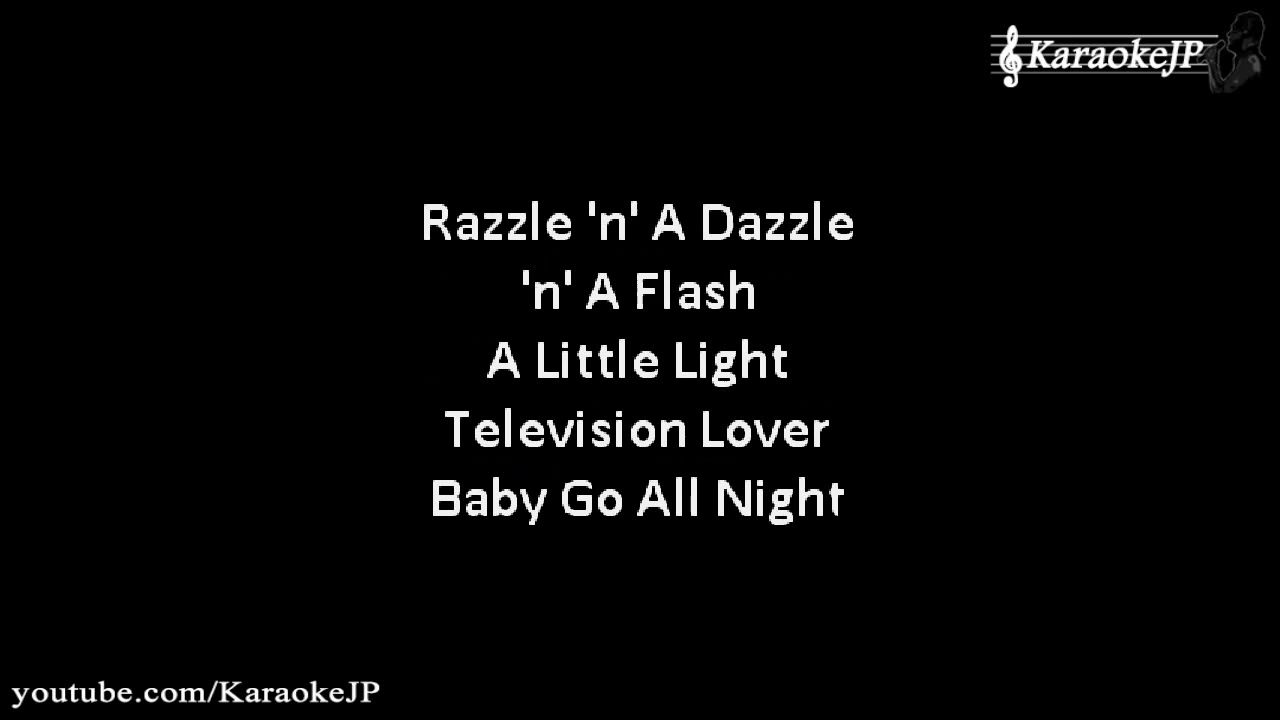 KaraokeJP
Razzle 'n' A Dazzle
'n' A Flash
A Little Light
Television Lover
Baby Go All Night
youtube.com/KaraokeJP